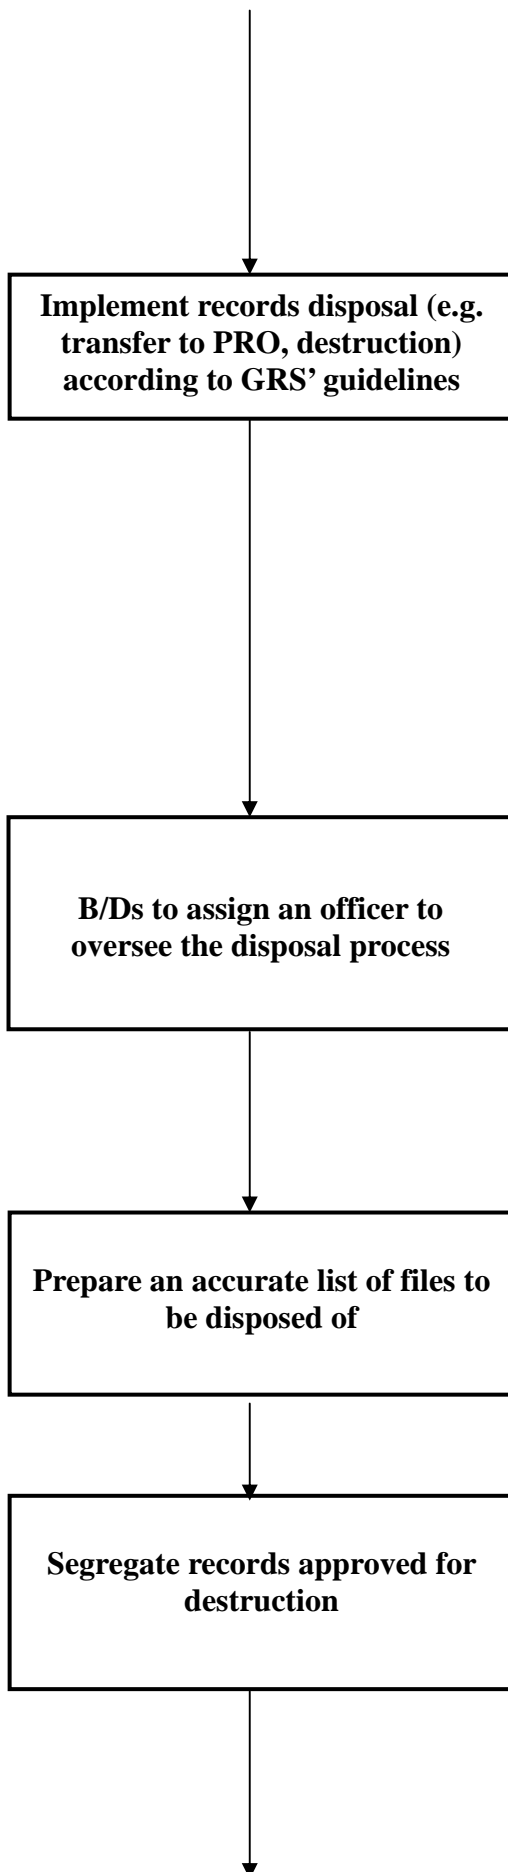 Implement records disposal (e.g.
transfer to PRO, destruction)
according to GRS’ guidelines
B/Ds to assign an officer to
oversee the disposal process
Prepare an accurate list of files to
be disposed of
Segregate records approved for
destruction